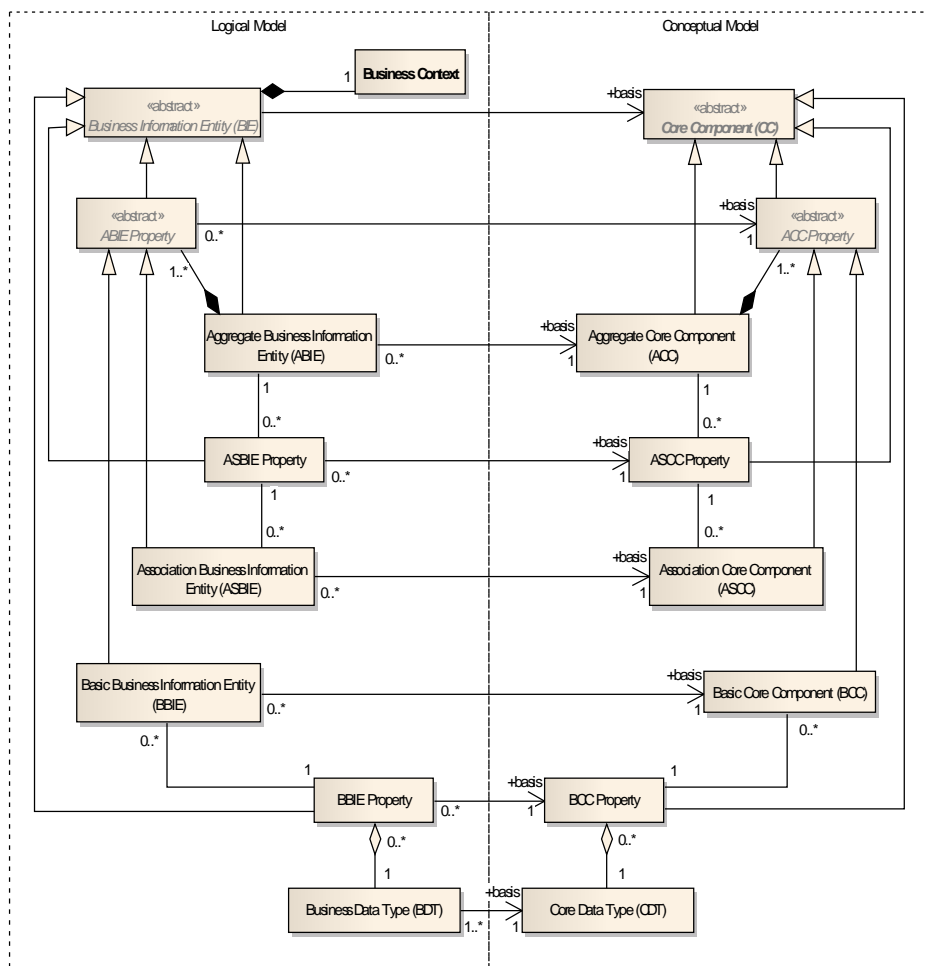 Logical Model
Conceptual Model
Business Context
1
«abstract»
Business Information Entity (BIE)
+basis
«abstract»
Core Component (CC)
«abstract»
ABIE Property
0..*
+basis
1
«abstract»
ACC Property
1..*
1..*
Aggregate Business Information
Entity (ABIE)
0..*
+basis
1
Aggregate Core Component
(ACC)
1
0..*
1
0..*
ASBIE Property
0..*
+basis
1
ASCC Property
1
0..*
1
0..*
Association Business Information
Entity (ASBIE)
0..*
+basis
1
Association Core Component
(ASCC)
Basic Business Information Entity
(BBIE)
0..*
+basis
1
Basic Core Component (BCC)
0..*
0..*
1
1
BBIE Property
0..*
+basis
1
BCC Property
0..*
0..*
1
1
Business Data Type (BDT)
1..*
+basis
1
Core Data Type (CDT)